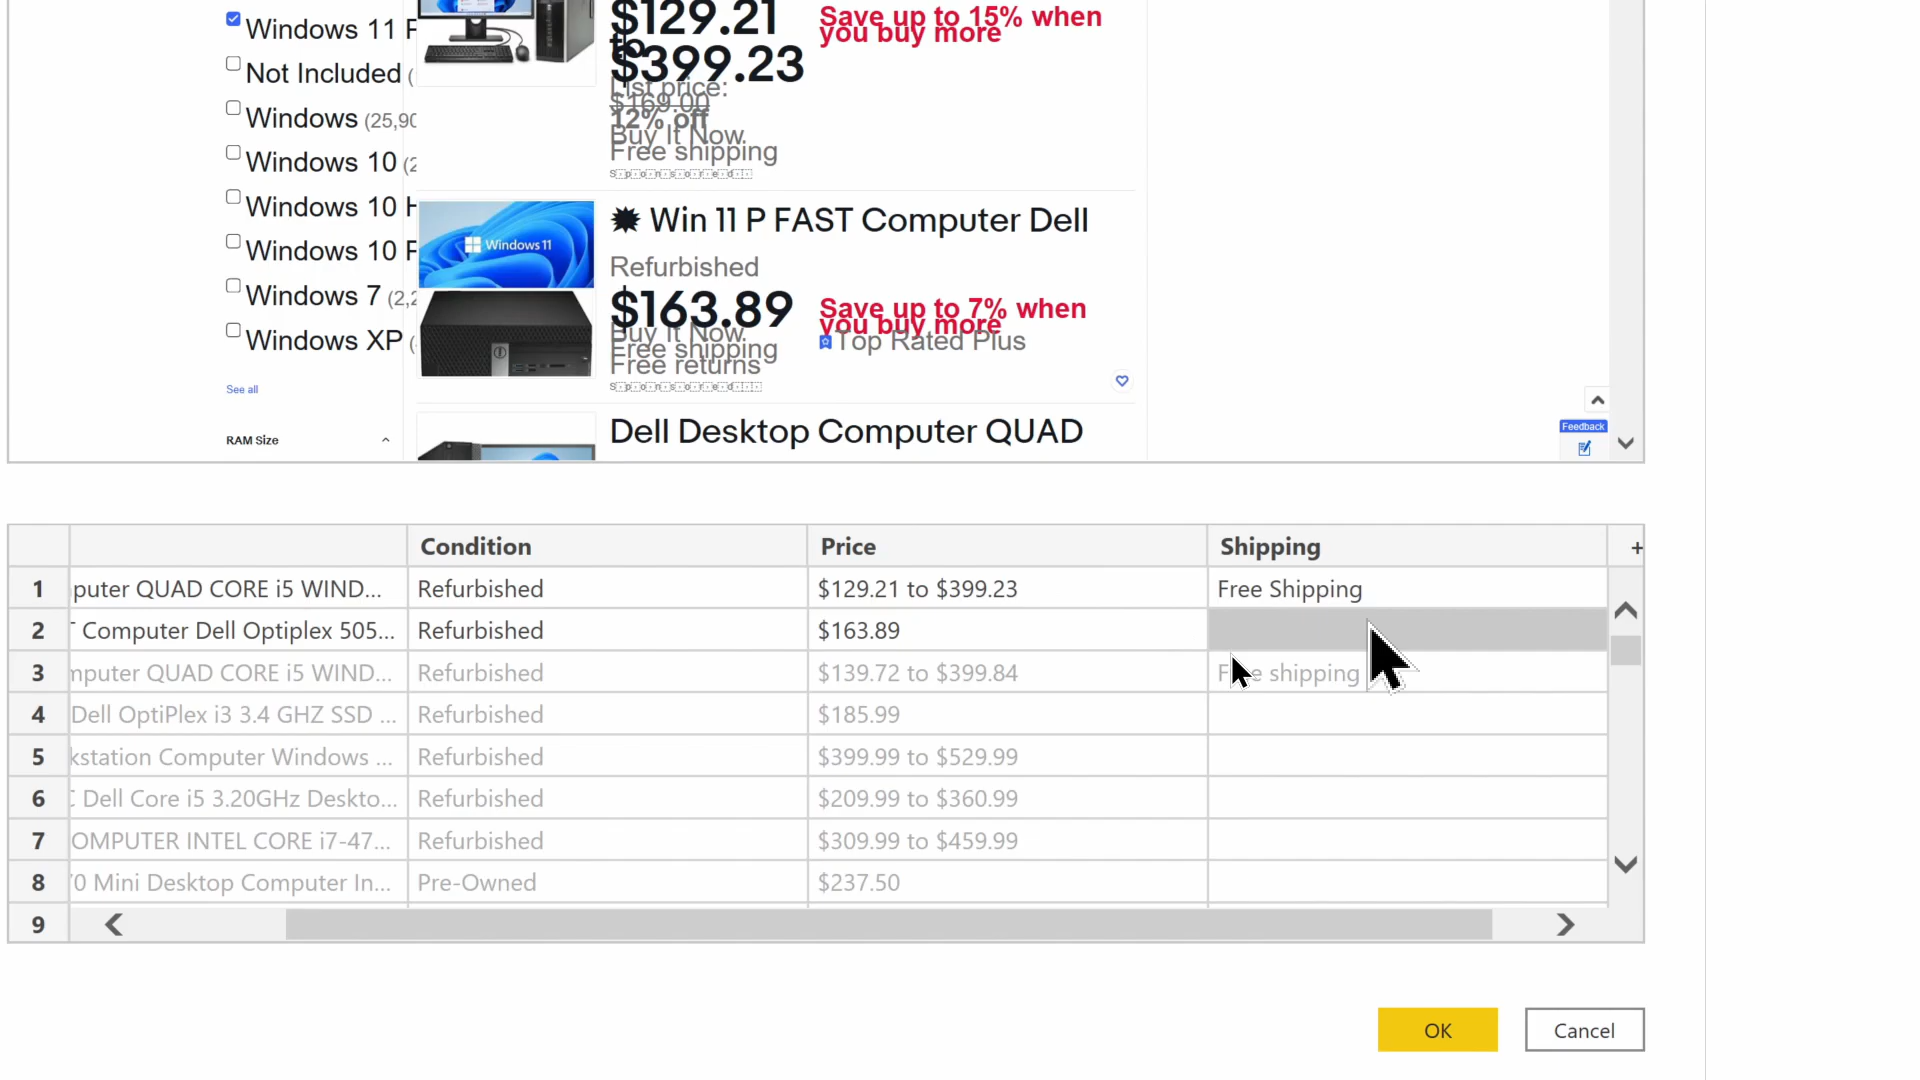 Windows 11 P
Not Included (
Windows (25,90
Windows 10 (2
Windows 10 H
Windows 10 P
Windows 7 (2,2
Windows XP (
See all
RAM Size
$129.21
to
$399.23
Save up to 15% when
you buy more
List price:
$169.00
12% off
Buy It Now
Free shipping
Sponsored
Windows 11
Win 11 P FAST Computer Dell
Refurbished
$163.89
Save up to 7% when
you buy more
Buy It Now
Free shipping
Free returns
Top Rated Plus
Sponsored
Dell Desktop Computer QUAD
Feedback
Condition Price Shipping +
1 puter QUAD CORE i5 WIND... Refurbished $129.21 to $399.23 Free Shipping
2 Computer Dell Optiplex 505... Refurbished $163.89
3 mputer QUAD CORE i5 WIND... Refurbished $139.72 to $399.84 shipping
4 Dell OptiPlex i3 3.4 GHZ SSD ... Refurbished $185.99
5 kstation Computer Windows ... Refurbished $399.99 to $529.99
6 Dell Core i5 3.20GHz Deskto... Refurbished $209.99 to $360.99
7 OMPUTER INTEL CORE i7-47... Refurbished $309.99 to $459.99
8 0 Mini Desktop Computer In... Pre-Owned $237.50
9
OK Cancel